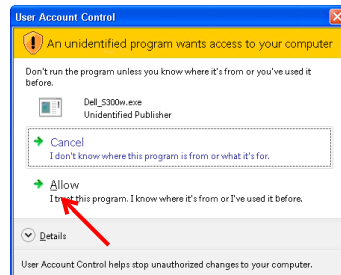 User Account Control
An unidentified program wants access to your computer
Don't run the program unless you know where it's from or you've used it
before.
Dell_5300w.exe
Unidentified Publisher
Cancel
I don't know where this program is from or what it's for.
Allow
I trust this program. I know where it's from or I've used it before.
Details
User Account Control helps stop unauthorized changes to your computer.